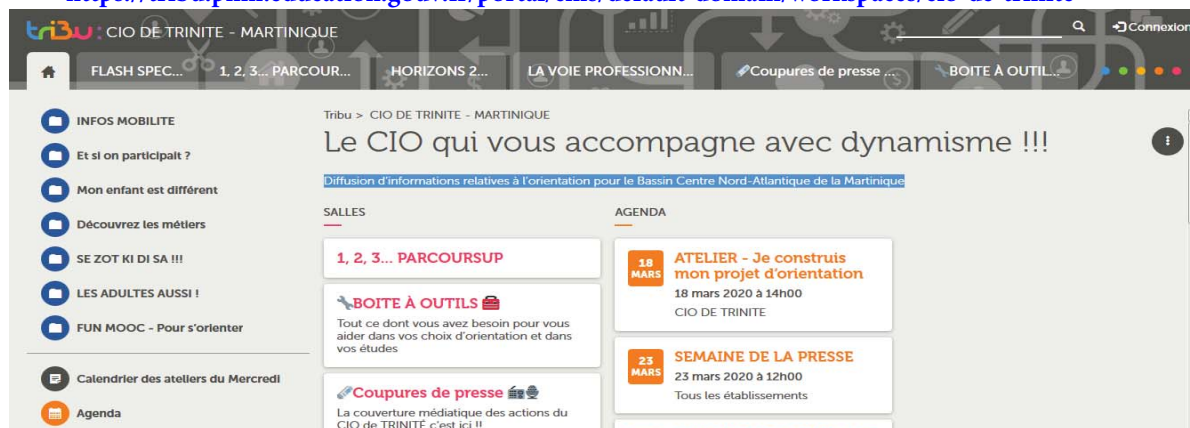 tribu : CIO DE TRINITE - MARTINIQUE
Connexion
FLASH SPEC... 1, 2, 3... PARCOUR... HORIZONS 2... LA VOIE PROFESSIONN... Coupures de presse ... BOITE À OUTIL...
INFOS MOBILITE
Et si on participait ?
Mon enfant est différent
Découvrez les métiers
SE ZOT KI DI SA !!!
LES ADULTES AUSSI !
FUN MOOC - Pour s'orienter
Calendrier des ateliers du Mercredi
Agenda
Tribu > CIO DE TRINITE - MARTINIQUE
Le CIO qui vous accompagne avec dynamisme !!!
Diffusion d'informations relatives à l'orientation pour le Bassin Centre Nord-Atlantique de la Martinique
SALLES
1, 2, 3... PARCOURSUP
BOITE À OUTILS
Tout ce dont vous avez besoin pour vous
aider dans vos choix d'orientation et dans
vos études
Coupures de presse
La couverture médiatique des actions du
CIO de TRINITÉ c'est ici !!
AGENDA
18
MARS
ATELIER - Je construis
mon projet d'orientation
18 mars 2020 à 14h00
CIO DE TRINITE
23
MARS
SEMAINE DE LA PRESSE
23 mars 2020 à 12h00
Tous les établissements